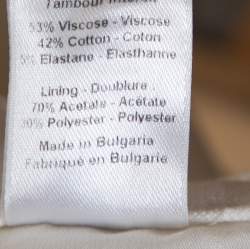 Tambour
53% Viscose - Viscose
42% Cotton - Coton
5% Elastane - Elasthanne
Lining - Doublure :
70% Acetate - Acétate
30% Polyester - Polyester
Made in Bulgaria
Fabriqué en Bulgarie